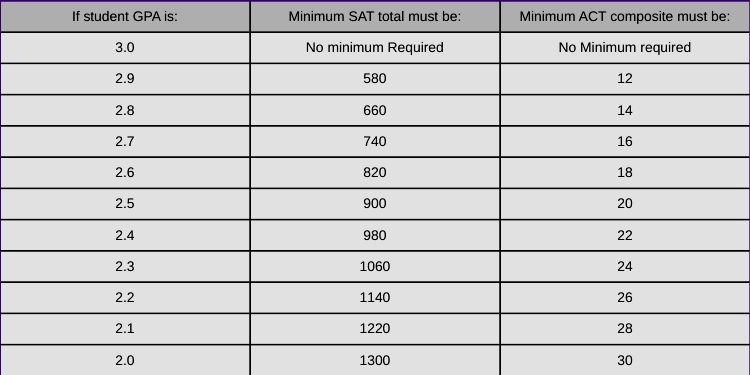 If student GPA is: Minimum SAT total must be: Minimum ACT composite must be:
3.0 No minimum Required No Minimum required
2.9 580 12
2.8 660 14
2.7 740 16
2.6 820 18
2.5 900 20
2.4 980 22
2.3 1060 24
2.2 1140 26
2.1 1220 28
2.0 1300 30